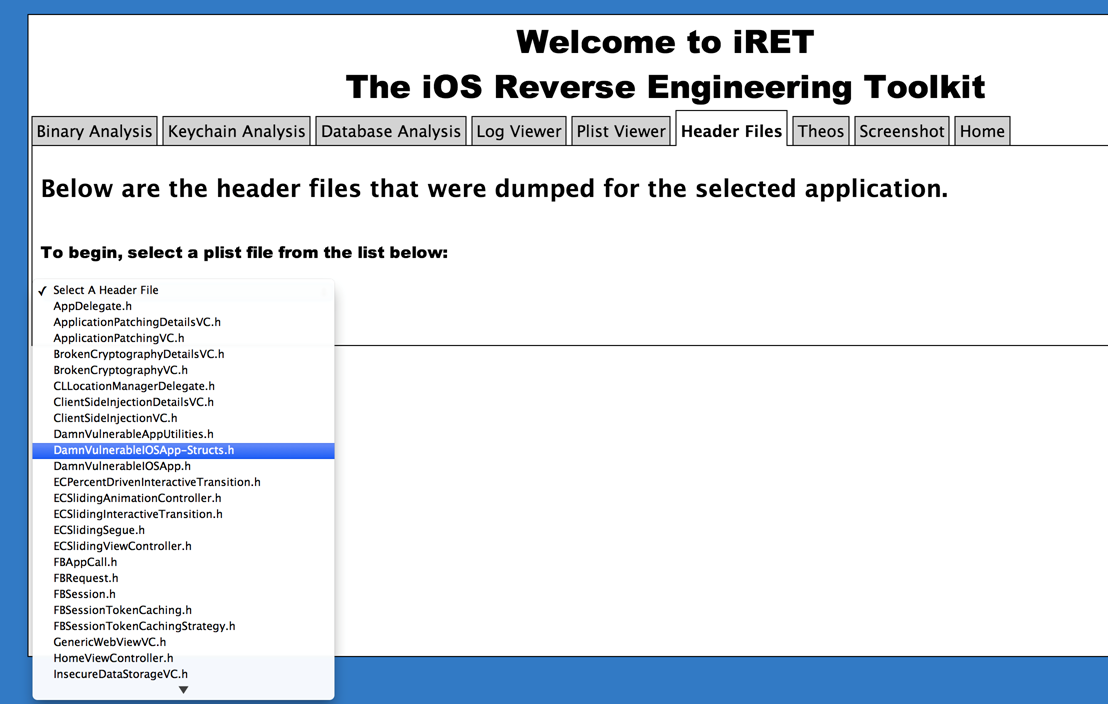 Welcome to iRET
The iOS Reverse Engineering Toolkit
Binary Analysis Keychain Analysis Database Analysis Log Viewer Plist Viewer Header Files Theos Screenshot Home
Below are the header files that were dumped for the selected application.
To begin, select a plist file from the list below:
✓ Select A Header File
AppDelegate.h
ApplicationPatchingDetailsVC.h
ApplicationPatchingVC.h
BrokenCryptographyDetailsVC.h
BrokenCryptographyVC.h
CLLocationManagerDelegate.h
ClientSideInjectionDetailsVC.h
ClientSideInjectionVC.h
DamnVulnerableAppUtilities.h
DamnVulnerableIOSApp-Structs.h
DamnVulnerableIOSApp.h
ECPercentDrivenInteractiveTransition.h
ECSlidingAnimationController.h
ECSlidingInteractiveTransition.h
ECSlidingSegue.h
ECSlidingViewController.h
FBAppCall.h
FBRequest.h
FBSession.h
FBSessionTokenCaching.h
FBSessionTokenCachingStrategy.h
GenericWebViewVC.h
HomeViewController.h
InsecureDataStorageVC.h